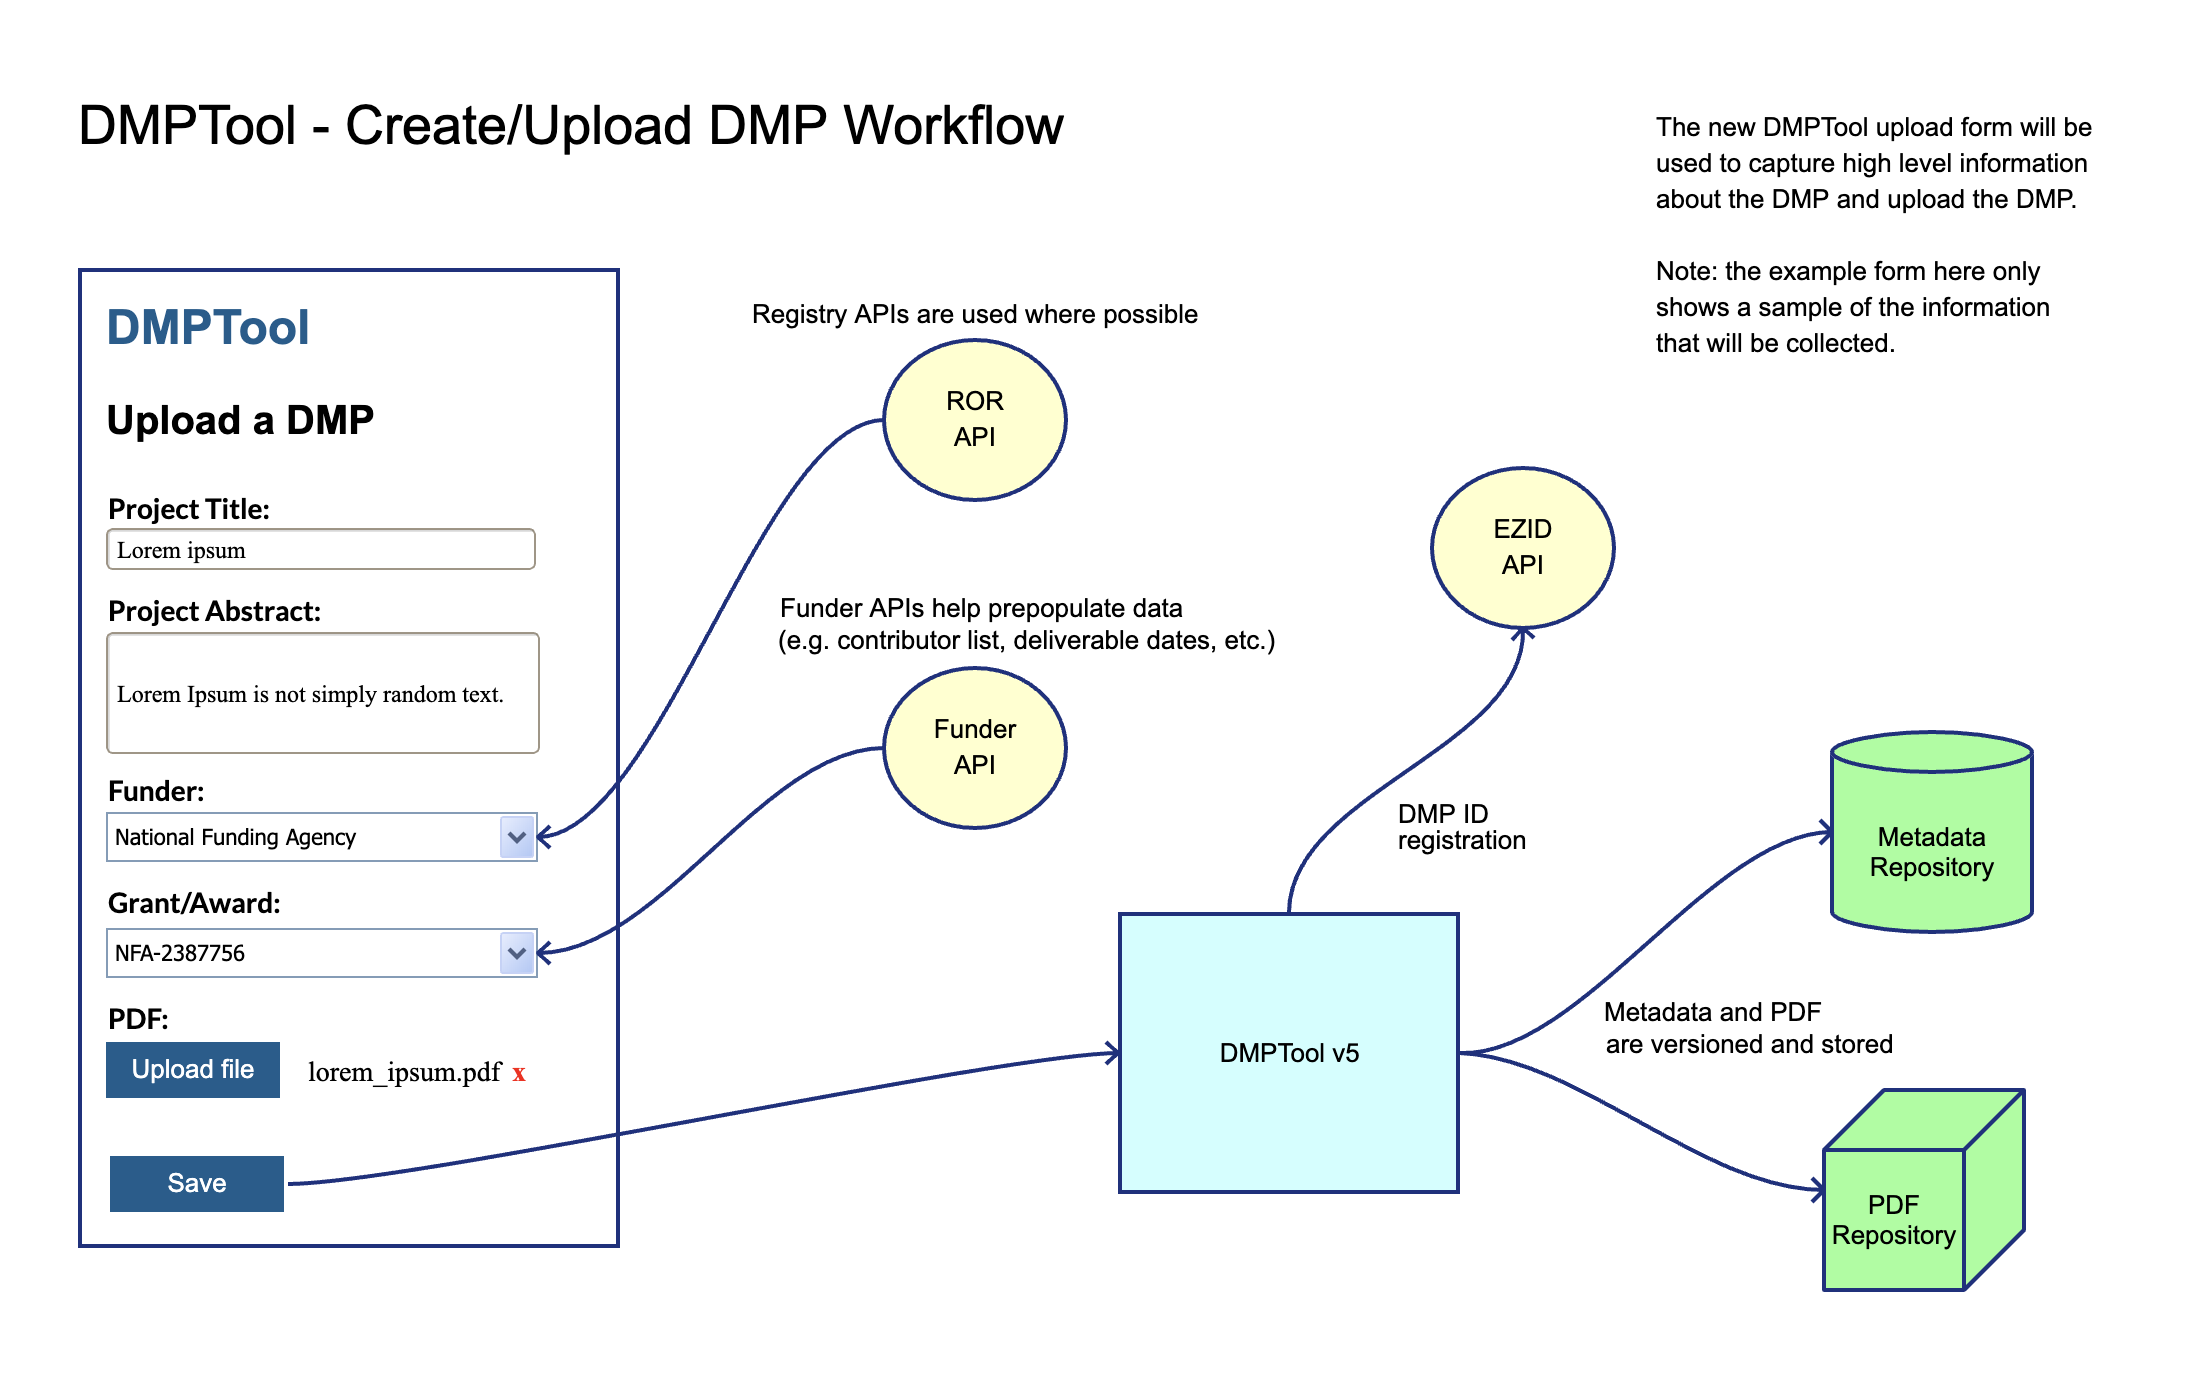 DMPTool - Create/Upload DMP Workflow
The new DMPTool upload form will be
used to capture high level information
about the DMP and upload the DMP.
Note: the example form here only
shows a sample of the information
that will be collected.
DMPTool
Upload a DMP
Project Title:
Lorem ipsum
Project Abstract:
Lorem Ipsum is not simply random text.
Funder:
National Funding Agency
Grant/Award:
NFA-2387756
PDF:
Upload file
lorem_ipsum.pdf x
Save
Registry APIs are used where possible
ROR
API
Funder APIs help prepopulate data
(e.g. contributor list, deliverable dates, etc.)
Funder
API
EZID
API
DMP ID
registration
DMPTool v5
Metadata
Repository
Metadata and PDF
are versioned and stored
PDF
Repository